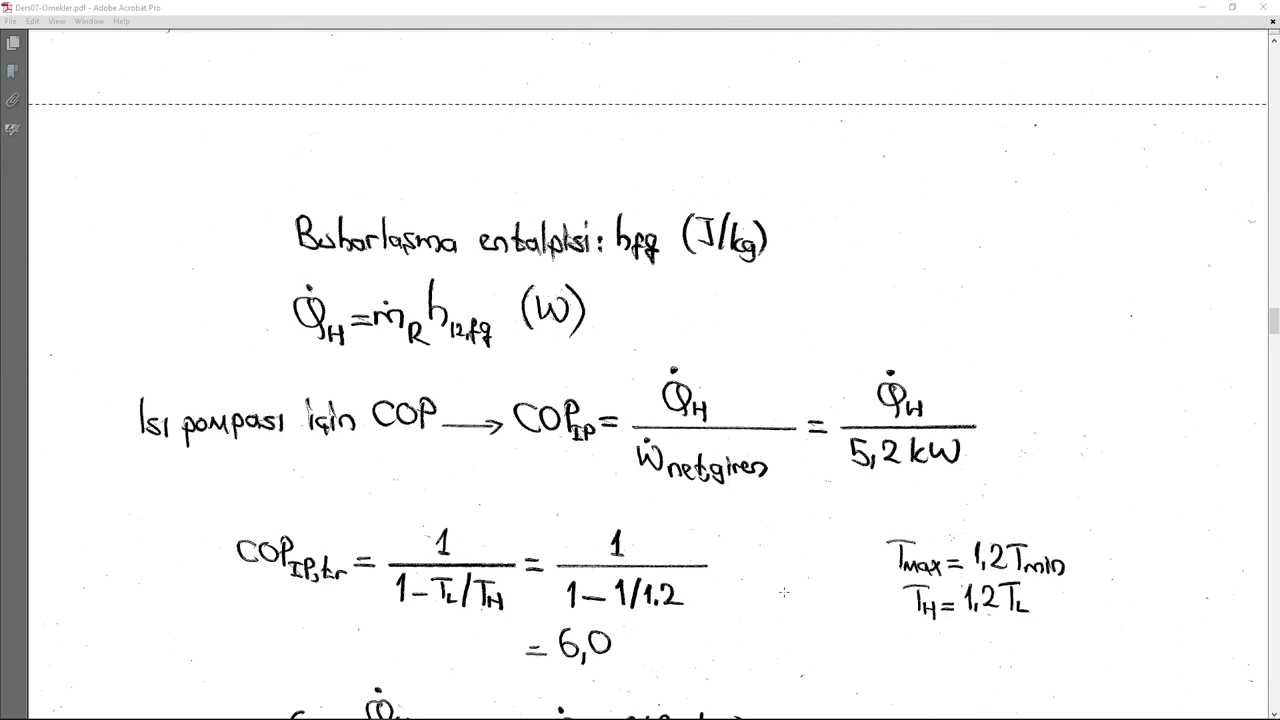 Ders07-Ornekler.pdf - Adobe Acrobat Pro
File Edit View Window Help
Buharlaşma entalpisi: hfg (J/kg)
Q̇H = ṁR h12,fg (W)
Isı pompası için COP → COPIP = Q̇H / Ẇnet,giren = Q̇H / 5,2 kW
COPIP,tr = 1 / 1 - TL/TH = 1 / 1 - 1/1.2
Tmax = 1,2 Tmin
TH = 1,2 TL
= 6,0